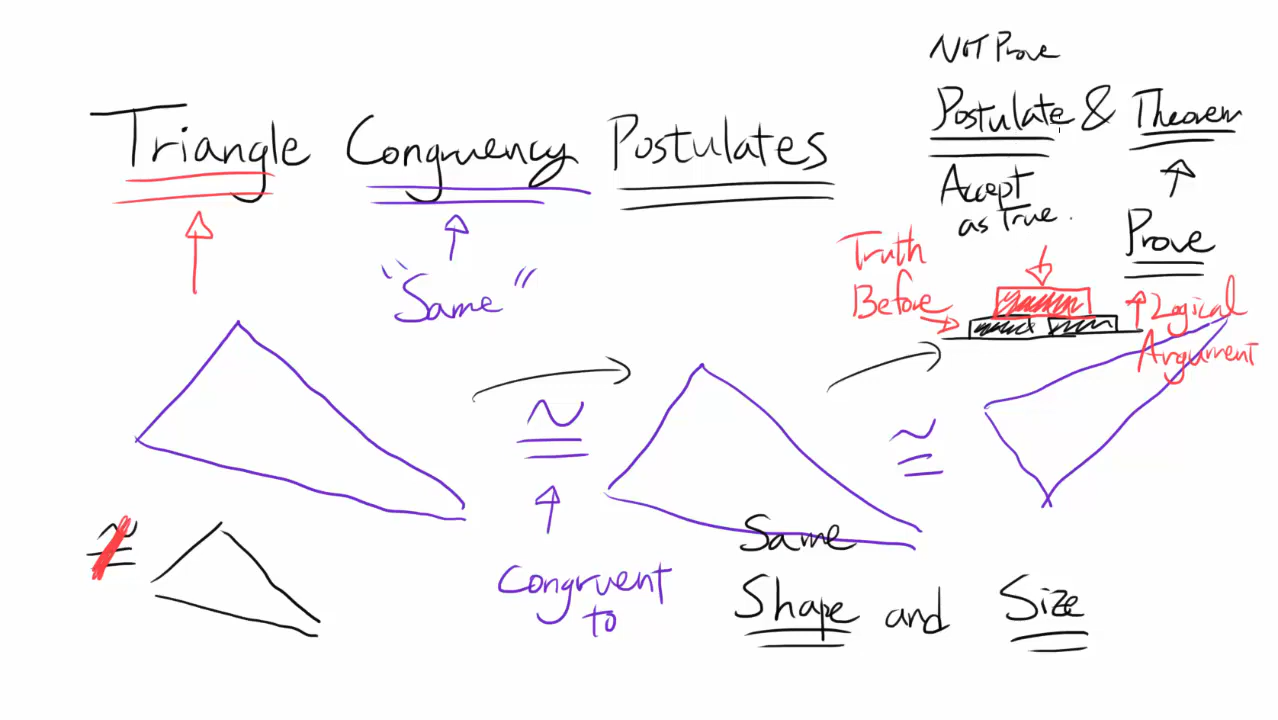 NOT Prove
Postulate & Theorem
Triangle Congruency Postulates
Accept
as True.
Prove
Truth
Before
"Same"
Logical
Argument
≅
≅
≇
Congruent
to
Same
Shape and Size